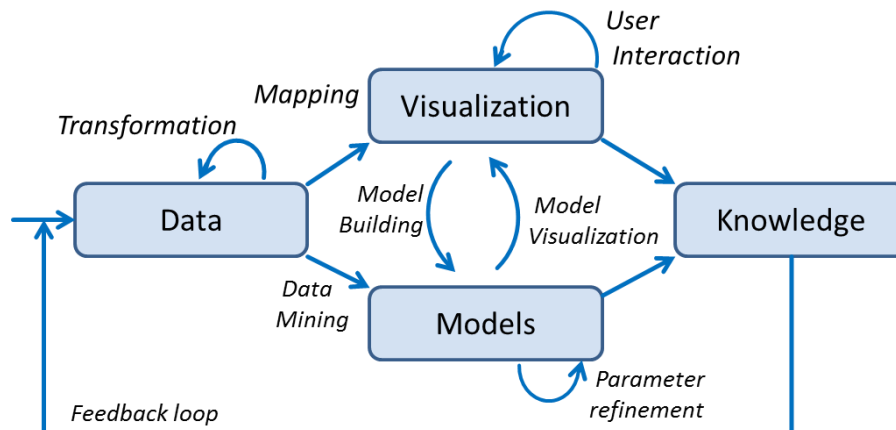 User
Interaction
Mapping
Visualization
Transformation
Data
Model
Building
Model
Visualization
Knowledge
Data
Mining
Models
Parameter
refinement
Feedback loop